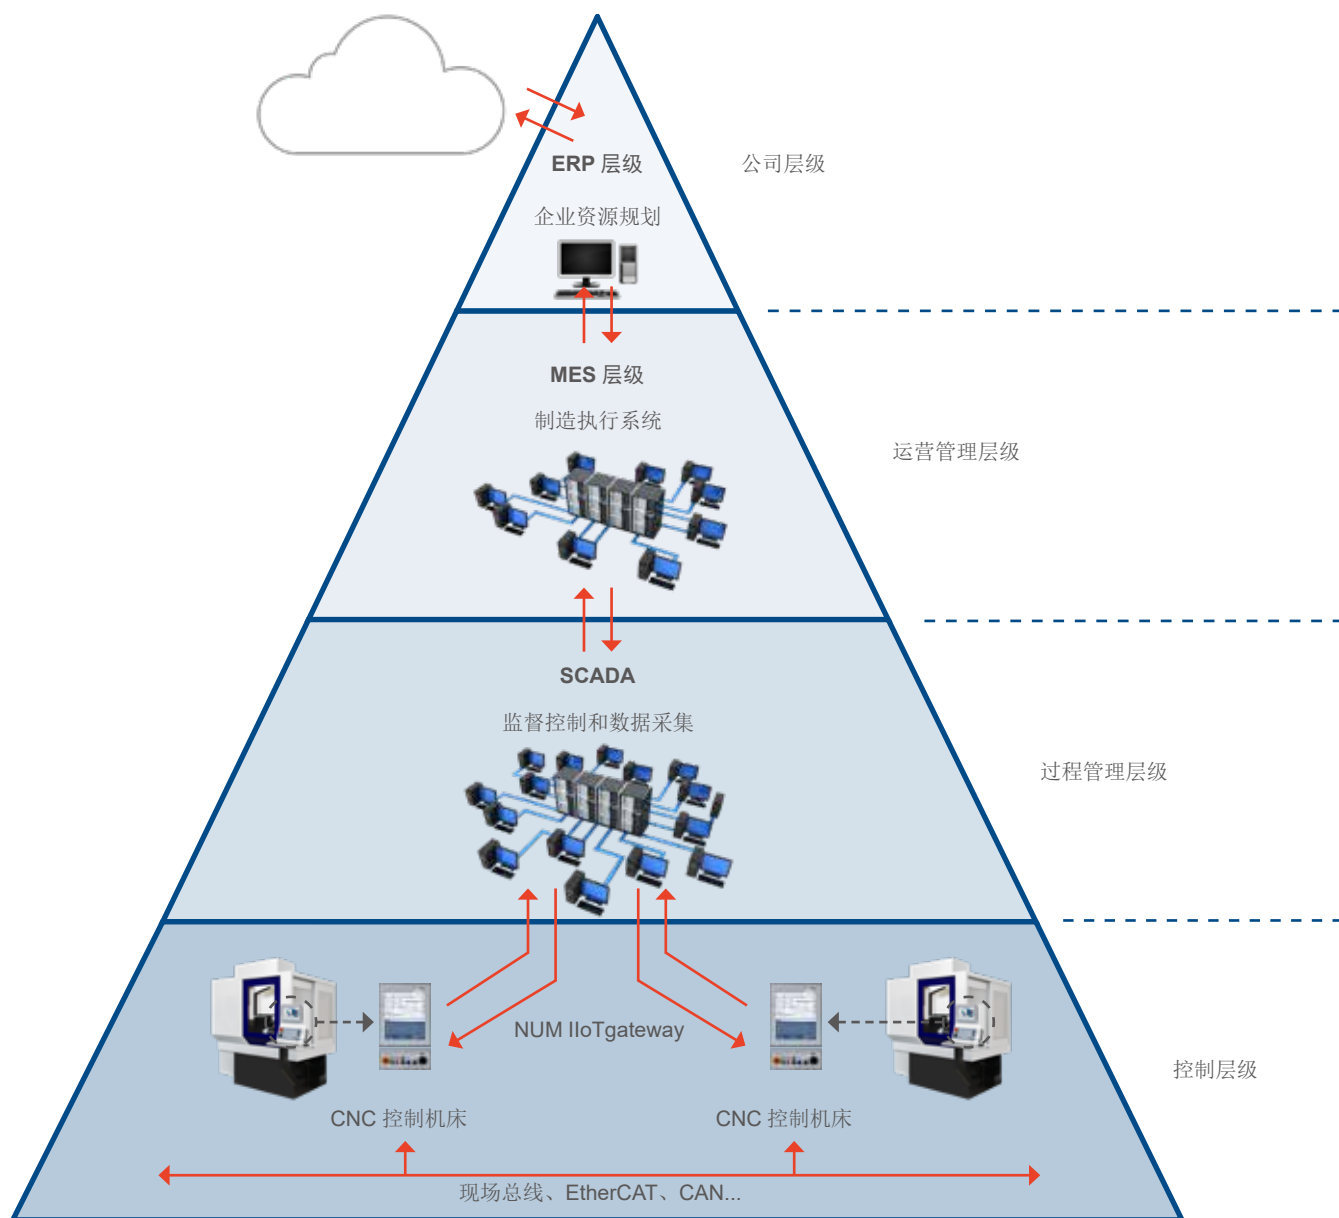 ERP 层级
公司层级
企业资源规划
MES 层级
制造执行系统
运营管理层级
SCADA
监督控制和数据采集
过程管理层级
NUM IIoTgateway
控制层级
CNC 控制机床
CNC 控制机床
现场总线、EtherCAT、CAN...